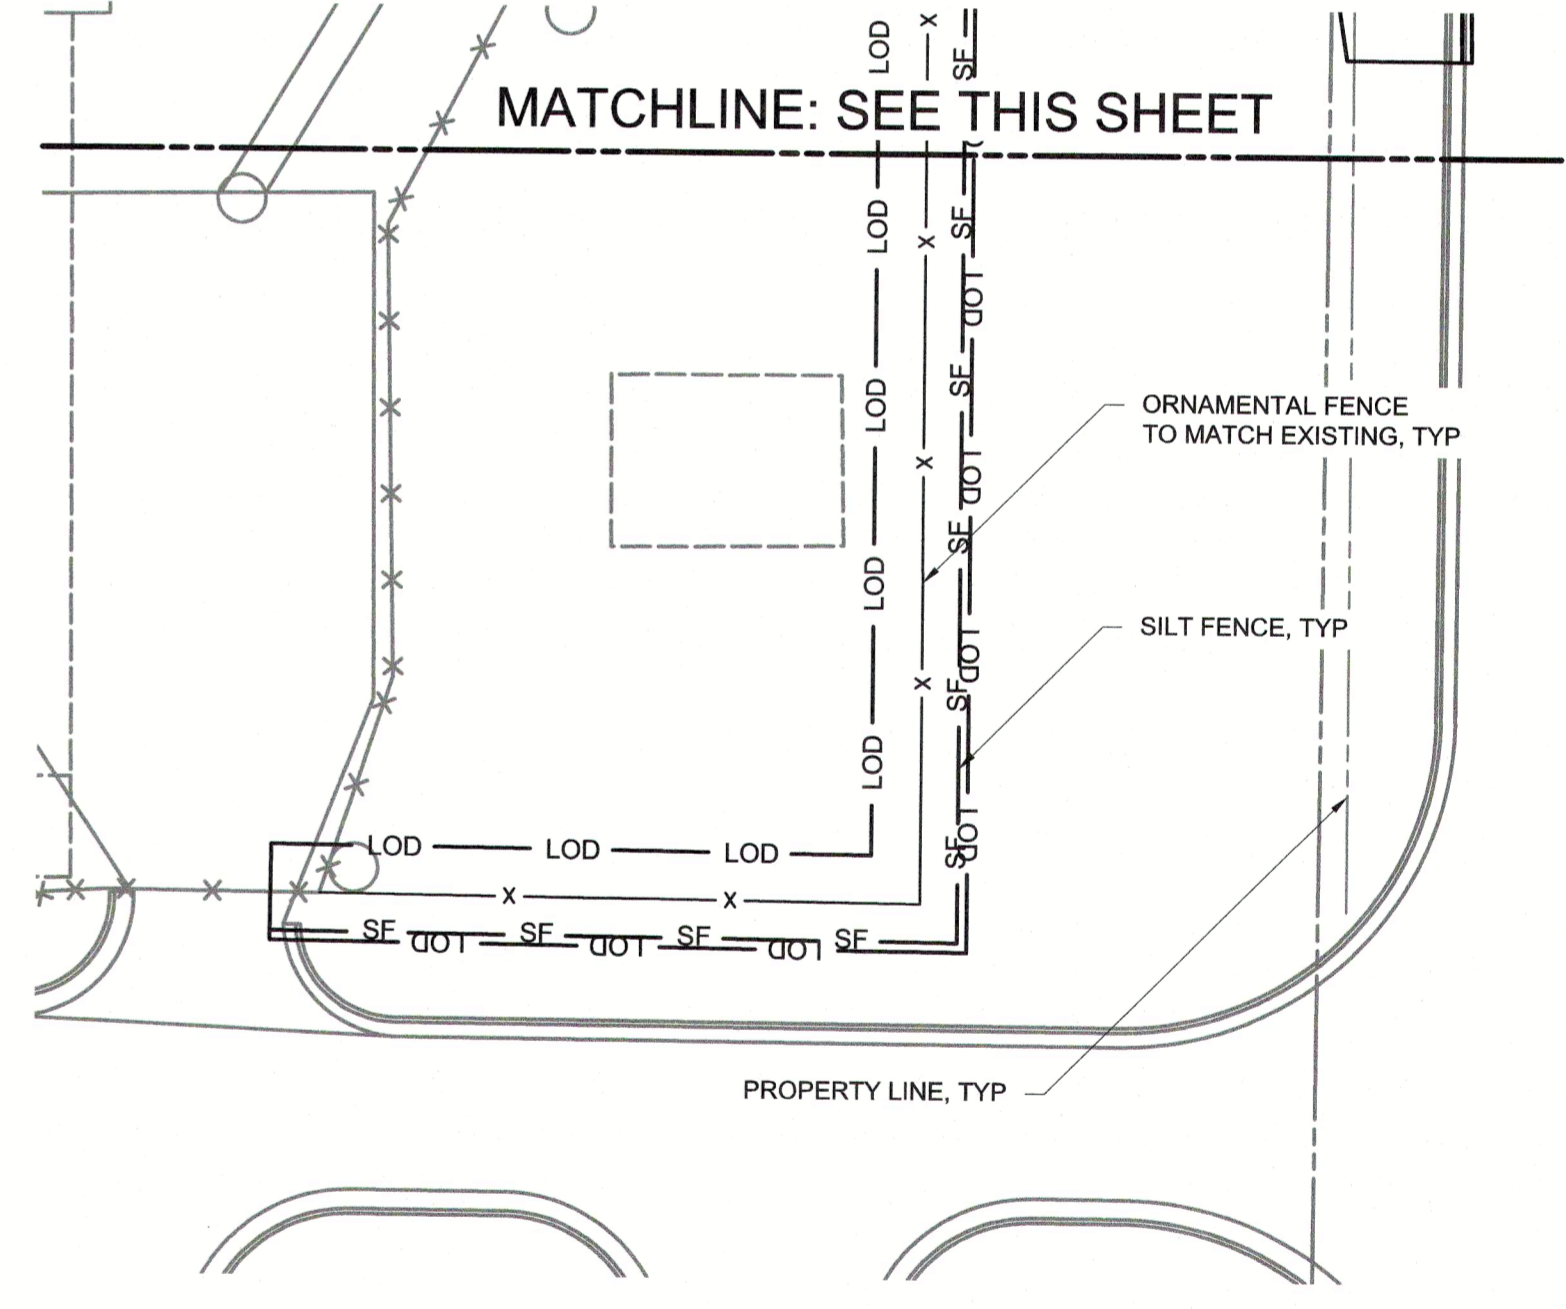 LOD
X
SF
MATCHLINE: SEE THIS SHEET
LOD
SF
X
LOD
SF
LOD
ORNAMENTAL FENCE
TO MATCH EXISTING, TYP
X
LOD
SF
LOD
SILT FENCE, TYP
LOD
X
SF
LOD
LOD
SF
LOD LOD LOD
X X
SF LOD SF LOD SF LOD SF
PROPERTY LINE, TYP